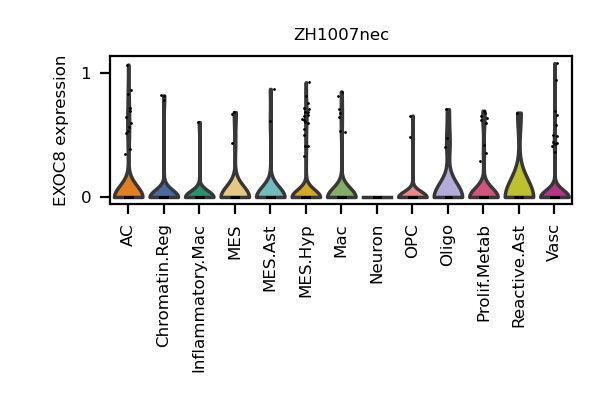 ZH1007nec
EXOC8 expression
1
0
AC
Chromatin.Reg
Inflammatory.Mac
MES
MES.Ast
MES.Hyp
Mac
Neuron
OPC
Oligo
Prolif.Metab
Reactive.Ast
Vasc